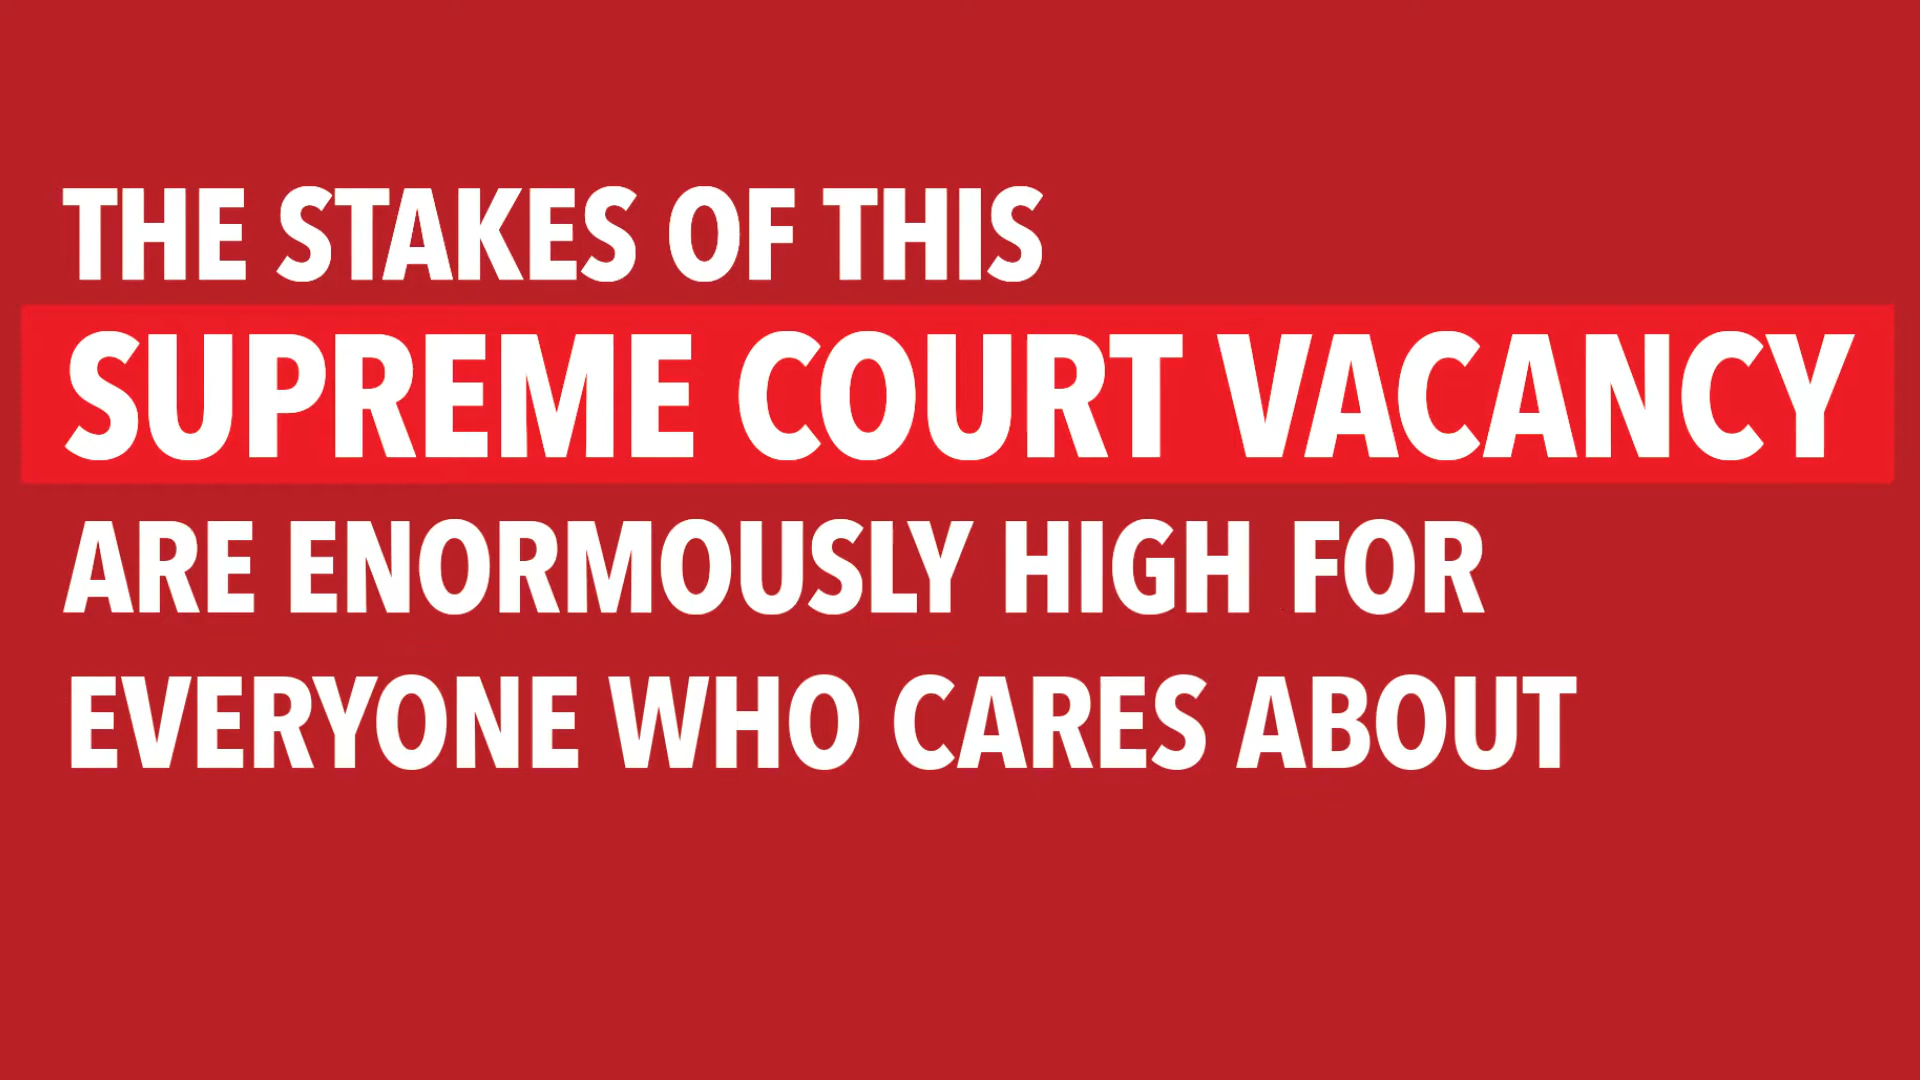 THE STAKES OF THIS
SUPREME COURT VACANCY
ARE ENORMOUSLY HIGH FOR
EVERYONE WHO CARES ABOUT